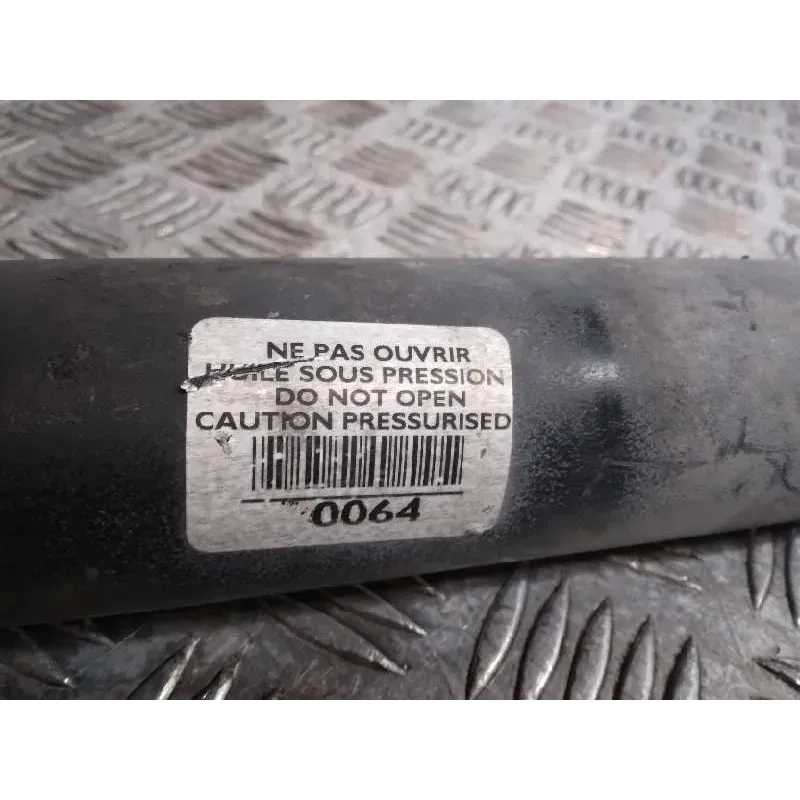 NE PAS OUVRIR
HUILE SOUS PRESSION
DO NOT OPEN
CAUTION PRESSURISED
0064